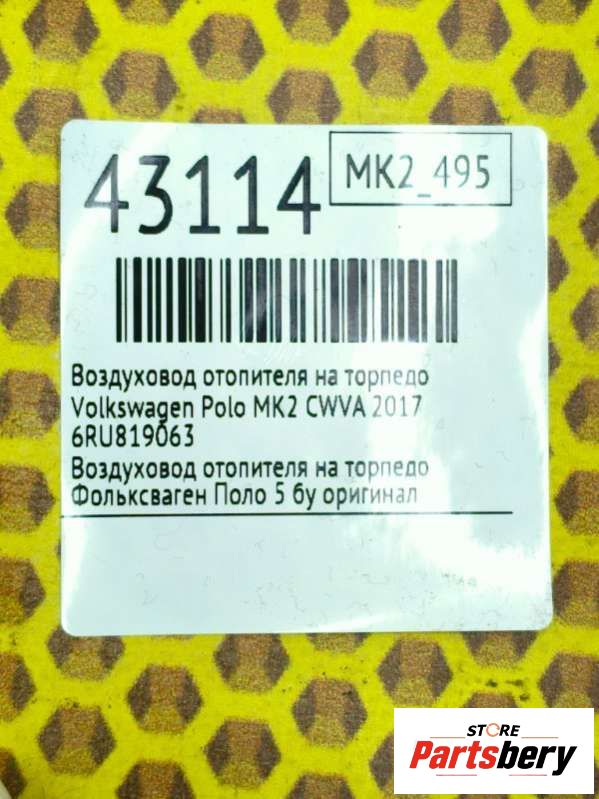 43114
MK2_495
Воздуховод отопителя на торпедо
Volkswagen Polo MK2 CWVA 2017
6RU819063
Воздуховод отопителя на торпедо
Фольксваген Поло 5 бу оригинал
STORE
Partsbery